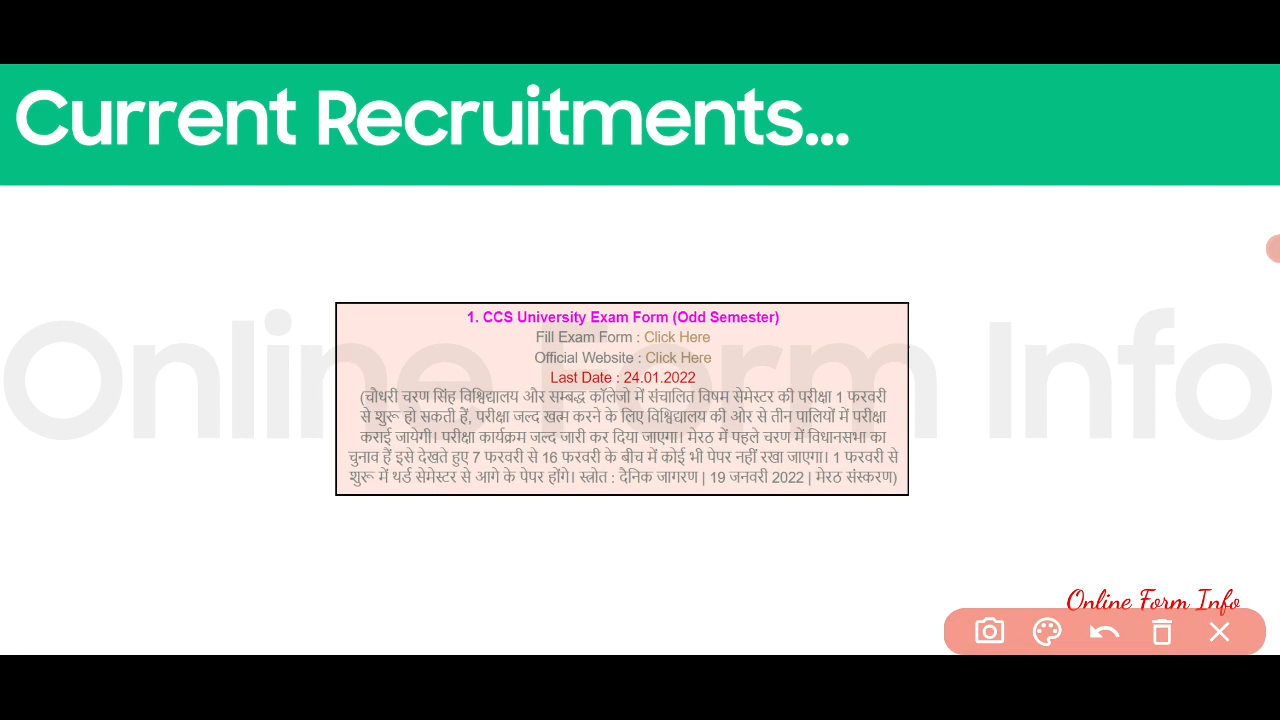 Current Recruitments...
Online Form Info
1. CCS University Exam Form (Odd Semester)
Fill Exam Form : Click Here
Official Website : Click Here
Last Date : 24.01.2022
(चौधरी चरण सिंह विश्विद्यालय और सम्बद्ध कॉलेजो में संचालित विषम सेमेस्टर की परीक्षा 1 फरवरी
से शुरू हो सकती हैं, परीक्षा जल्द खत्म करने के लिए विश्विद्यालय की ओर से तीन पालियों में परीक्षा
कराई जायेगी। परीक्षा कार्यक्रम जल्द जारी कर दिया जाएगा। मेरठ में पहले चरण में विधानसभा का
चुनाव हैं इसे देखते हुए 7 फरवरी से 16 फरवरी के बीच में कोई भी पेपर नहीं रखा जाएगा। 1 फरवरी से
शुरू में थर्ड सेमेस्टर से आगे के पेपर होंगे। स्त्रोत : दैनिक जागरण | 19 जनवरी 2022 | मेरठ संस्करण)
Online Form Info